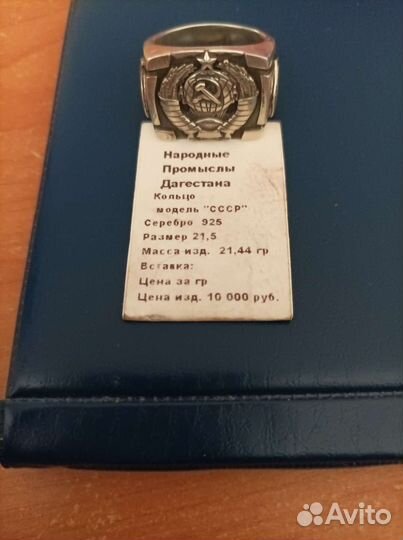 Народные
Промыслы
Дагестана
Кольцо
модель "СССР"
Серебро 925
Размер 21,5
Масса изд. 21,44 гр
Вставка:
Цена за гр
Цена изд. 10 000 руб.
Avito